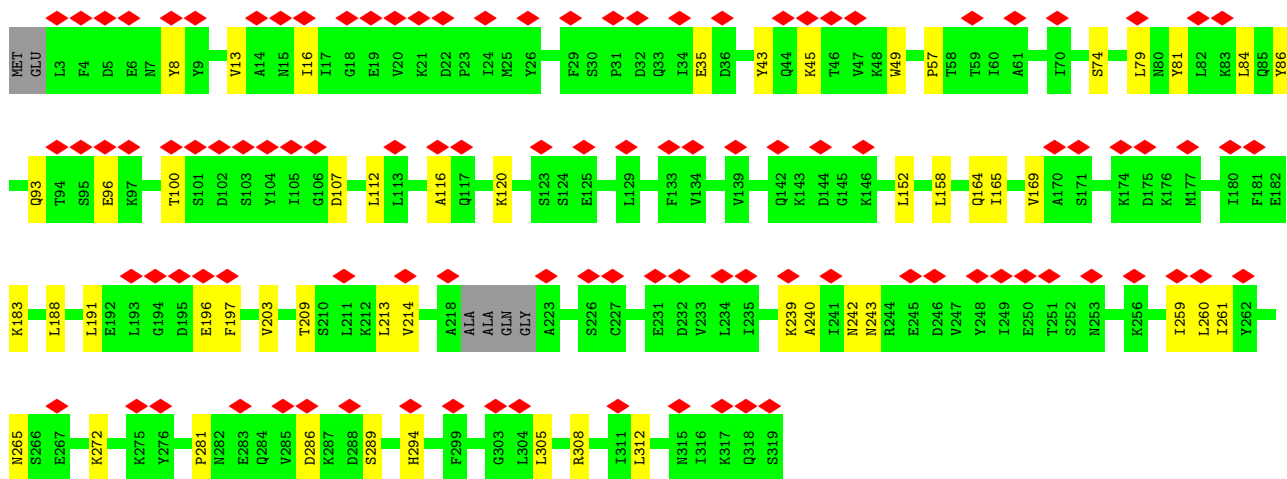 MET GLU L3 F4 D5 E6 N7 Y8 Y9 V13 A14 N15 I16 I17 G18 E19 V20 K21 D22 P23 I24 M25 Y26 F29 S30 P31 D32 Q33 I34 E35 D36 Y43 Q44 K45 T46 V47 K48 W49 P57 T58 T59 I60 A61 I70 S74 L79 N80 Y81 L82 K83 L84 Q85 Y86
Q93 T94 S95 E96 K97 T100 S101 D102 S103 Y104 I105 G106 D107 L112 L113 A116 Q117 K120 S123 S124 E125 L129 F133 V134 V139 Q142 K143 D144 G145 K146 L152 L158 Q164 I165 V169 A170 S171 K174 D175 K176 M177 I180 F181 E182
K183 L188 L191 E192 L193 G194 D195 E196 F197 V203 T209 S210 L211 K212 L213 V214 A218 ALA ALA GLN GLY A223 S226 G227 E231 D232 V233 L234 I235 K239 A240 I241 N242 N243 R244 E245 D246 V247 Y248 I249 E250 T251 S252 N253 K256 I259 L260 I261 Y262
N265 S266 E267 K272 K275 Y276 P281 N282 E283 Q284 V285 D286 K287 D288 S289 H294 F299 G303 L304 L305 R308 I311 L312 N315 I316 K317 Q318 S319